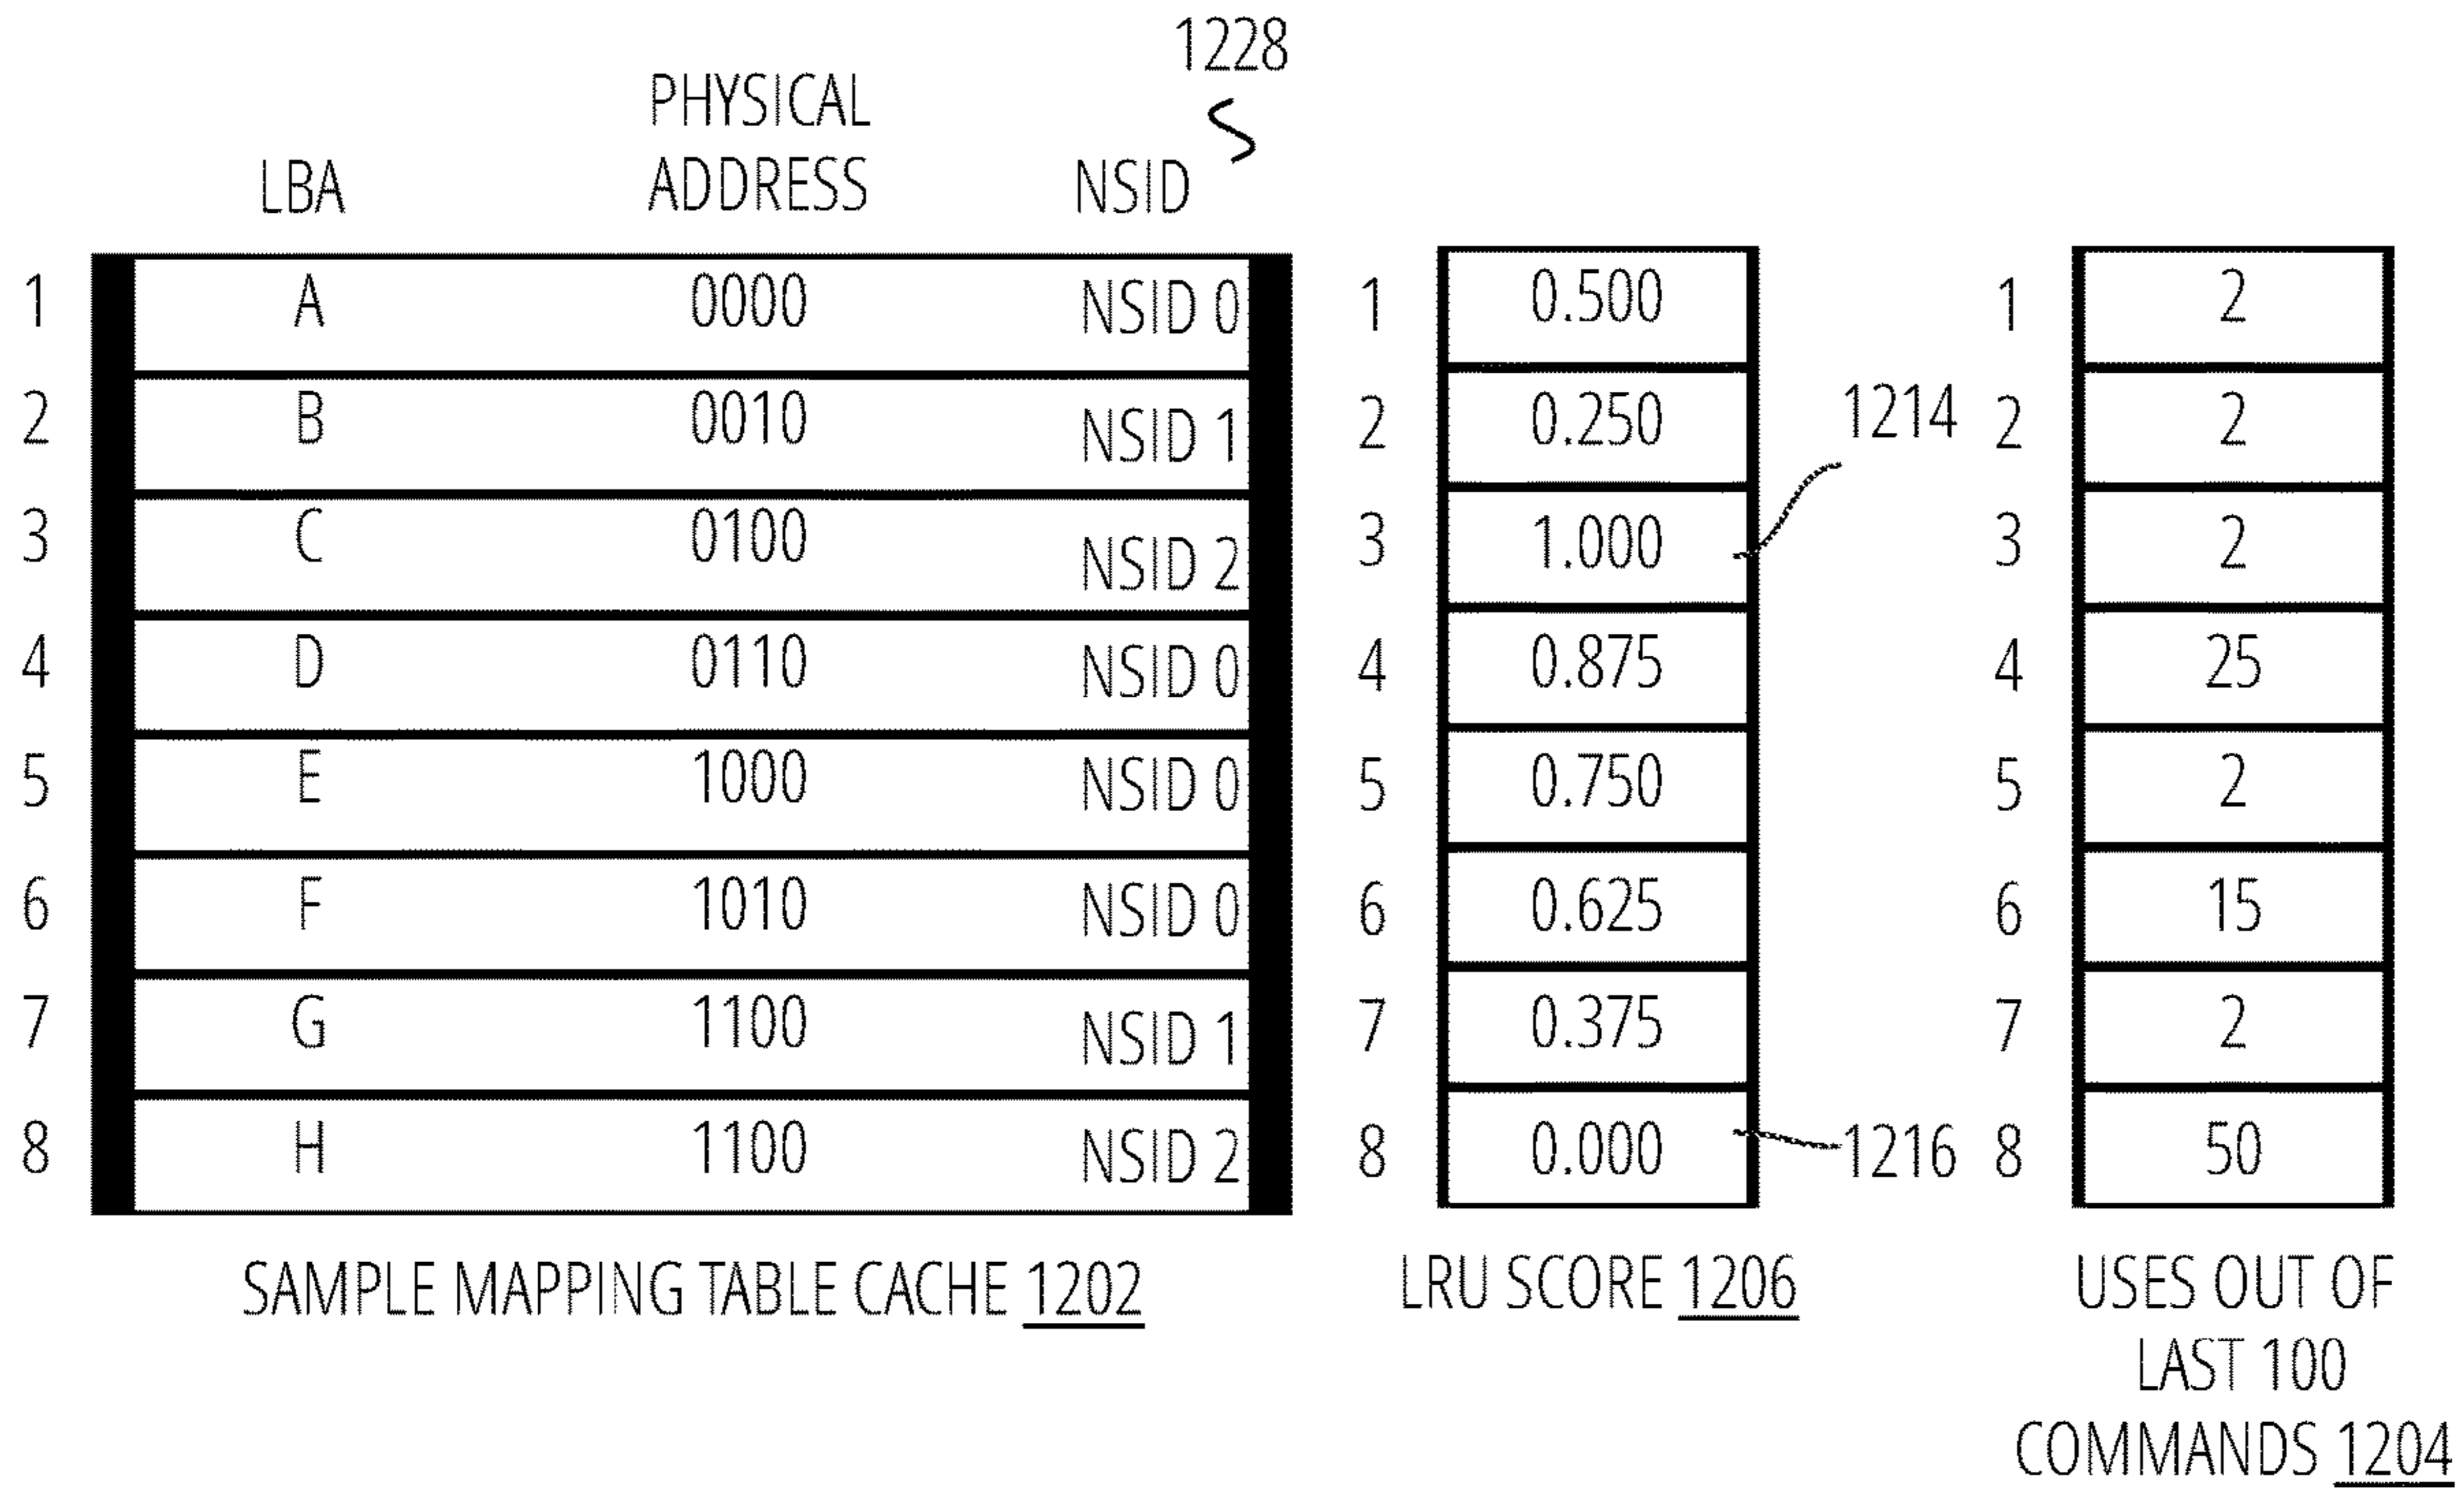 1228
LBA PHYSICAL ADDRESS NSID
1 A 0000 NSID 0 1 0.500 1 2
2 B 0010 NSID 1 2 0.250 1214 2 2
3 C 0100 NSID 2 3 1.000 3 2
4 D 0110 NSID 0 4 0.875 4 25
5 E 1000 NSID 0 5 0.750 5 2
6 F 1010 NSID 0 6 0.625 6 15
7 G 1100 NSID 1 7 0.375 7 2
8 H 1100 NSID 2 8 0.000 1216 8 50
SAMPLE MAPPING TABLE CACHE 1202
LRU SCORE 1206
USES OUT OF
LAST 100
COMMANDS 1204